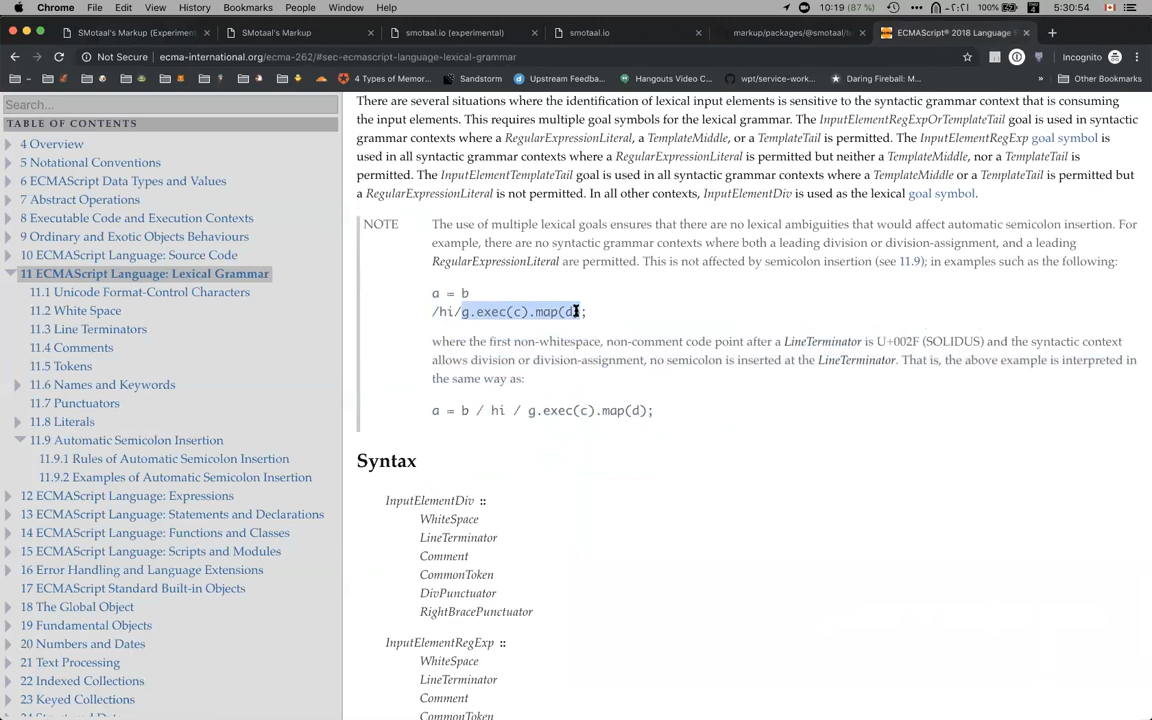 Chrome File Edit View History Bookmarks People Window Help 10:19 (87 %) 100% 4 5:30:54
SMotaal's Markup (Experimen SMotaal's Markup smotaal.io (experimental) smotaal.io markup/packages/@smotaal/b ECMAScript® 2018 Language S
Not Secure ecma-international.org/ecma-262/#sec-ecmascript-language-lexical-grammar Incognito
4 Types of Memor... Sandstorm Upstream Feedba... Hangouts Video C... wpt/service-work... Daring Fireball: M... » Other Bookmarks
Search...
TABLE OF CONTENTS
4 Overview
5 Notational Conventions
6 ECMAScript Data Types and Values
7 Abstract Operations
8 Executable Code and Execution Contexts
9 Ordinary and Exotic Objects Behaviours
10 ECMAScript Language: Source Code
11 ECMAScript Language: Lexical Grammar
11.1 Unicode Format-Control Characters
11.2 White Space
11.3 Line Terminators
11.4 Comments
11.5 Tokens
11.6 Names and Keywords
11.7 Punctuators
11.8 Literals
11.9 Automatic Semicolon Insertion
11.9.1 Rules of Automatic Semicolon Insertion
11.9.2 Examples of Automatic Semicolon Insertion
12 ECMAScript Language: Expressions
13 ECMAScript Language: Statements and Declarations
14 ECMAScript Language: Functions and Classes
15 ECMAScript Language: Scripts and Modules
16 Error Handling and Language Extensions
17 ECMAScript Standard Built-in Objects
18 The Global Object
19 Fundamental Objects
20 Numbers and Dates
21 Text Processing
22 Indexed Collections
23 Keyed Collections
There are several situations where the identification of lexical input elements is sensitive to the syntactic grammar context that is consuming
the input elements. This requires multiple goal symbols for the lexical grammar. The InputElementRegExpOrTemplateTail goal is used in syntactic
grammar contexts where a RegularExpressionLiteral, a TemplateMiddle, or a TemplateTail is permitted. The InputElementRegExp goal symbol is
used in all syntactic grammar contexts where a RegularExpressionLiteral is permitted but neither a TemplateMiddle, nor a TemplateTail is
permitted. The InputElementTemplateTail goal is used in all syntactic grammar contexts where a TemplateMiddle or a TemplateTail is permitted but
a RegularExpressionLiteral is not permitted. In all other contexts, InputElementDiv is used as the lexical goal symbol.
NOTE The use of multiple lexical goals ensures that there are no lexical ambiguities that would affect automatic semicolon insertion. For
example, there are no syntactic grammar contexts where both a leading division or division-assignment, and a leading
RegularExpressionLiteral are permitted. This is not affected by semicolon insertion (see 11.9); in examples such as the following:
a = b
/hi/g.exec(c).map(d);
where the first non-whitespace, non-comment code point after a LineTerminator is U+002F (SOLIDUS) and the syntactic context
allows division or division-assignment, no semicolon is inserted at the LineTerminator. That is, the above example is interpreted in
the same way as:
a = b / hi / g.exec(c).map(d);
Syntax
InputElementDiv ::
WhiteSpace
LineTerminator
Comment
CommonToken
DivPunctuator
RightBracePunctuator
InputElementRegExp ::
WhiteSpace
LineTerminator
Comment
CommonToken